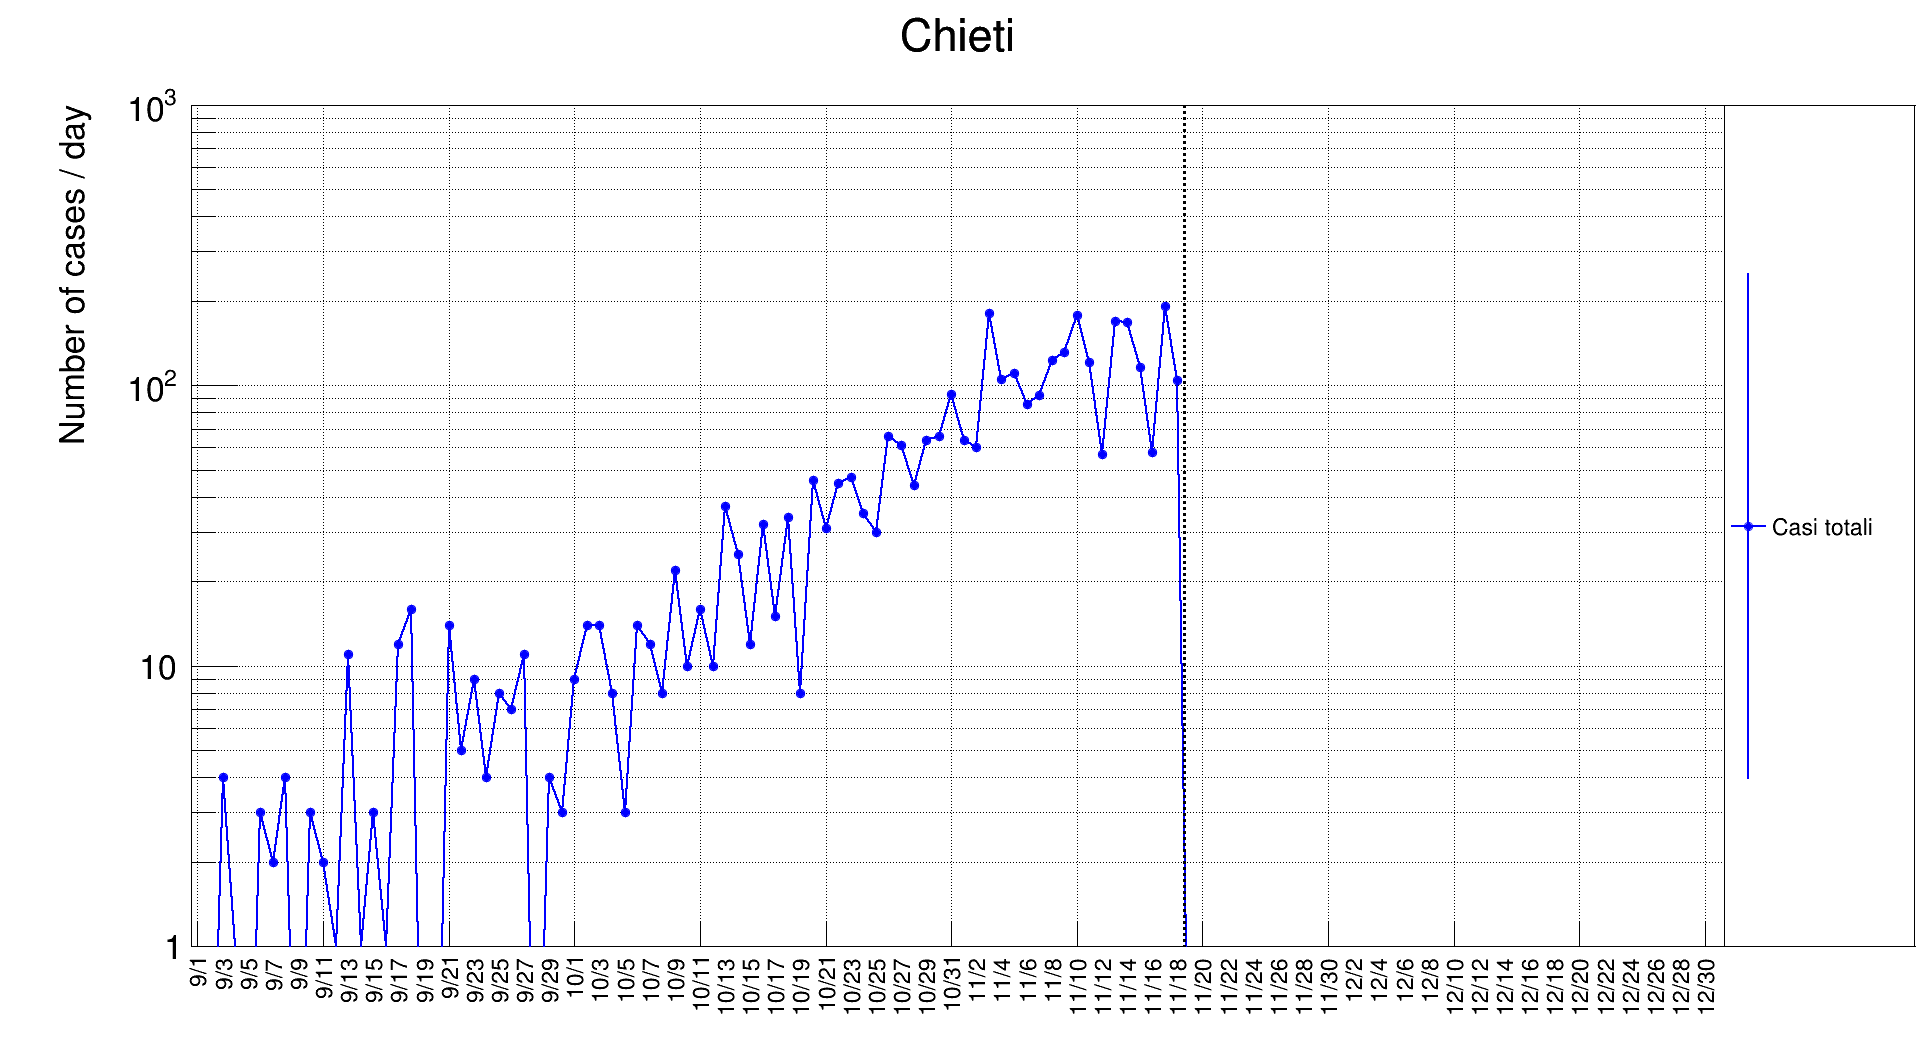 Chieti
Number of cases / day
10³
10²
10
1
9/1 9/3 9/5 9/7 9/9 9/11 9/13 9/15 9/17 9/19 9/21 9/23 9/25 9/27 9/29 10/1 10/3 10/5 10/7 10/9 10/11 10/13 10/15 10/17 10/19 10/21 10/23 10/25 10/27 10/29 10/31 11/2 11/4 11/6 11/8 11/10 11/12 11/14 11/16 11/18 11/20 11/22 11/24 11/26 11/28 11/30 12/2 12/4 12/6 12/8 12/10 12/12 12/14 12/16 12/18 12/20 12/22 12/24 12/26 12/28 12/30
Casi totali